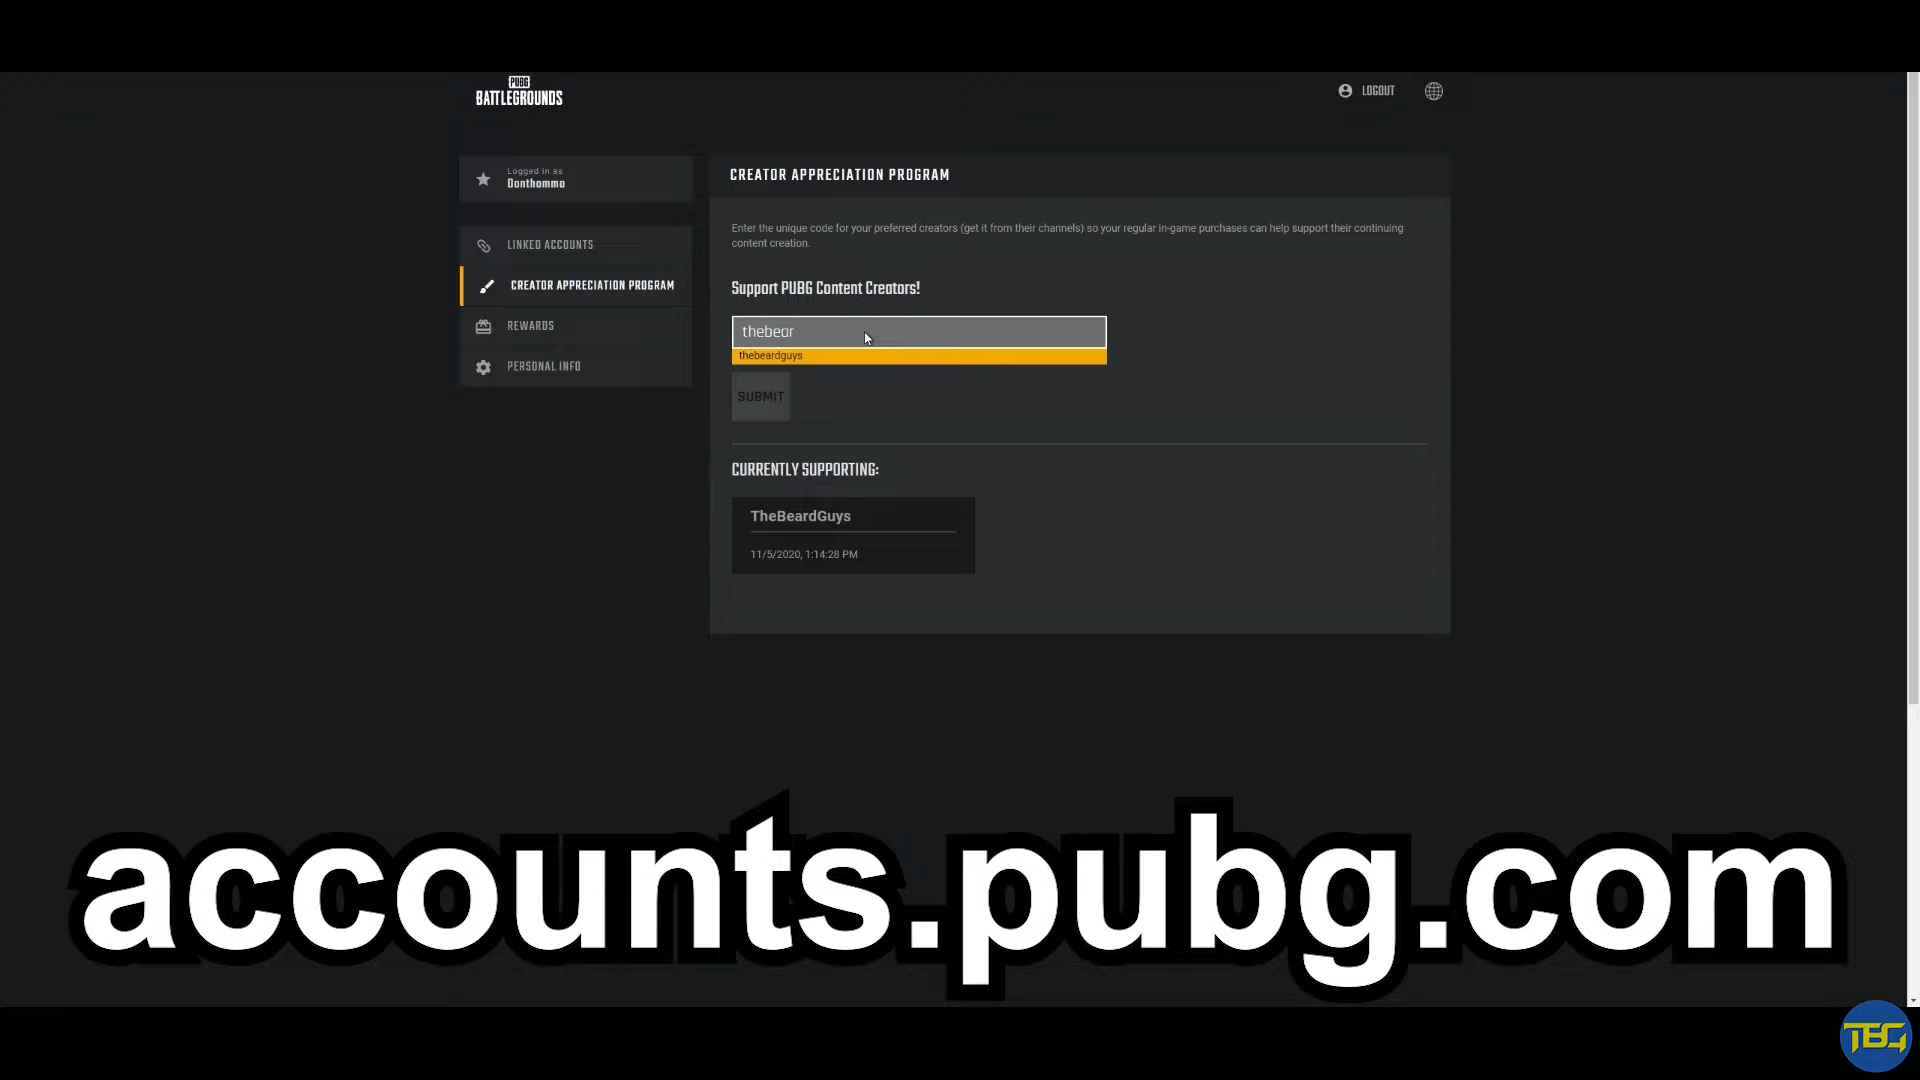 PUBG
BATTLEGROUNDS
LOGOUT
Logged in as
Donthommo
LINKED ACCOUNTS
CREATOR APPRECIATION PROGRAM
REWARDS
PERSONAL INFO
CREATOR APPRECIATION PROGRAM
Enter the unique code for your preferred creators (get it from their channels) so your regular in-game purchases can help support their continuing
content creation.
Support PUBG Content Creators!
thebear
thebeardguys
SUBMIT
CURRENTLY SUPPORTING:
TheBeardGuys
11/5/2020, 1:14:28 PM
accounts.pubg.com
TBG